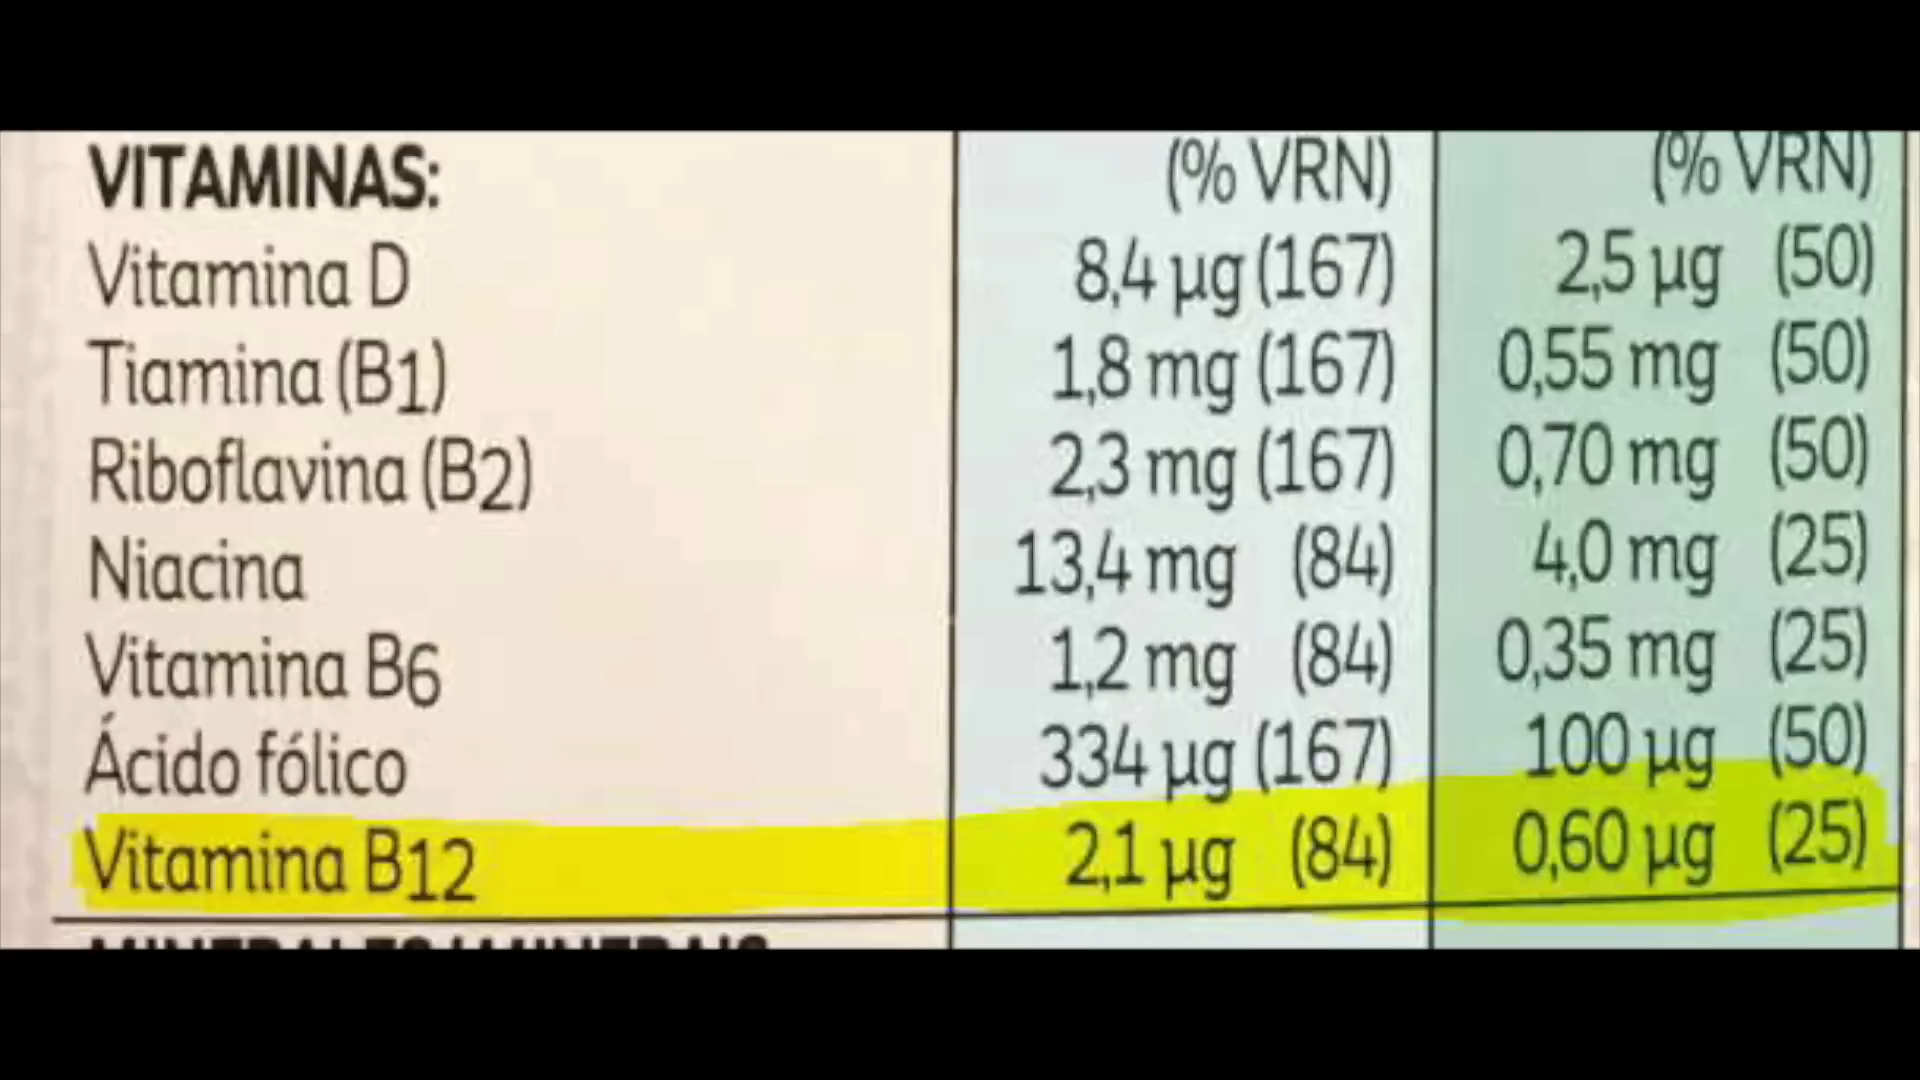 VITAMINAS: (% VRN) (% VRN)
Vitamina D 8,4 µg (167) 2,5 µg (50)
Tiamina (B1) 1,8 mg (167) 0,55 mg (50)
Riboflavina (B2) 2,3 mg (167) 0,70 mg (50)
Niacina 13,4 mg (84) 4,0 mg (25)
Vitamina B6 1,2 mg (84) 0,35 mg (25)
Ácido fólico 334 µg (167) 100 µg (50)
Vitamina B12 2,1 µg (84) 0,60 µg (25)